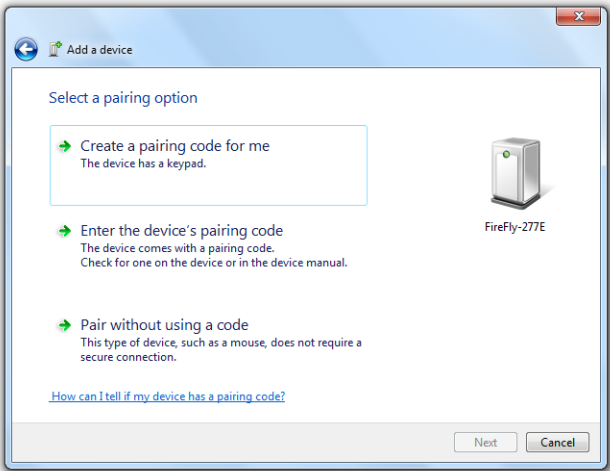 Add a device
Select a pairing option
Create a pairing code for me
The device has a keypad.
Enter the device's pairing code
The device comes with a pairing code.
Check for one on the device or in the device manual.
FireFly-277E
Pair without using a code
This type of device, such as a mouse, does not require a
secure connection.
How can I tell if my device has a pairing code?
Next
Cancel